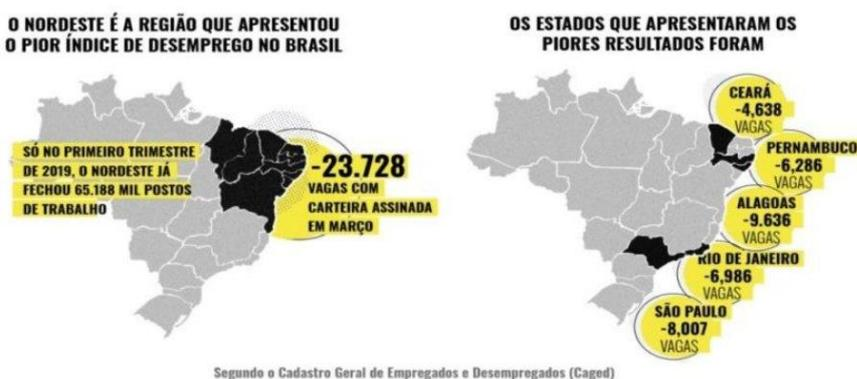 O NORDESTE É A REGIÃO QUE APRESENTOU
O PIOR ÍNDICE DE DESEMPREGO NO BRASIL
SÓ NO PRIMEIRO TRIMESTRE
DE 2019, O NORDESTE JÁ
FECHOU 65.188 MIL POSTOS
DE TRABALHO
-23.728
VAGAS COM
CARTEIRA ASSINADA
EM MARÇO
OS ESTADOS QUE APRESENTARAM OS
PIORES RESULTADOS FORAM
CEARÁ
-4,638
VAGAS
PERNAMBUCO
-6,286
VAGAS
ALAGOAS
-9.636
VAGAS
RIO DE JANEIRO
-6,986
VAGAS
SÃO PAULO
-8,007
VAGAS
Segundo o Cadastro Geral de Empregados e Desempregados (Caged)